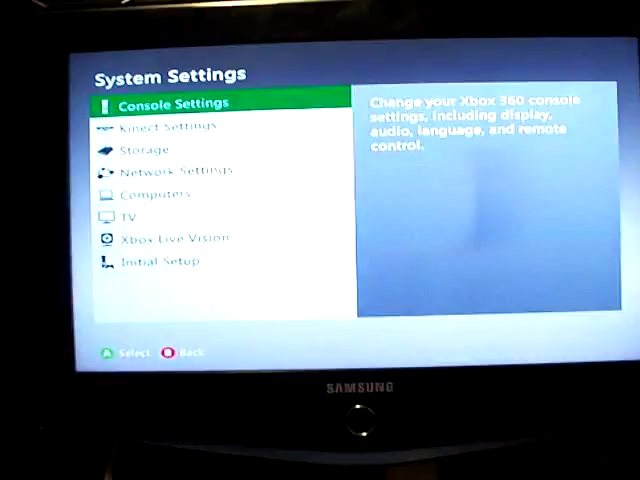 System Settings
Console Settings
Kinect Settings
Storage
Network Settings
Computers
TV
Xbox Live Vision
Initial Setup
Change your Xbox 360 console
settings, including display,
audio, language, and remote
control.
A Select B Back
SAMSUNG